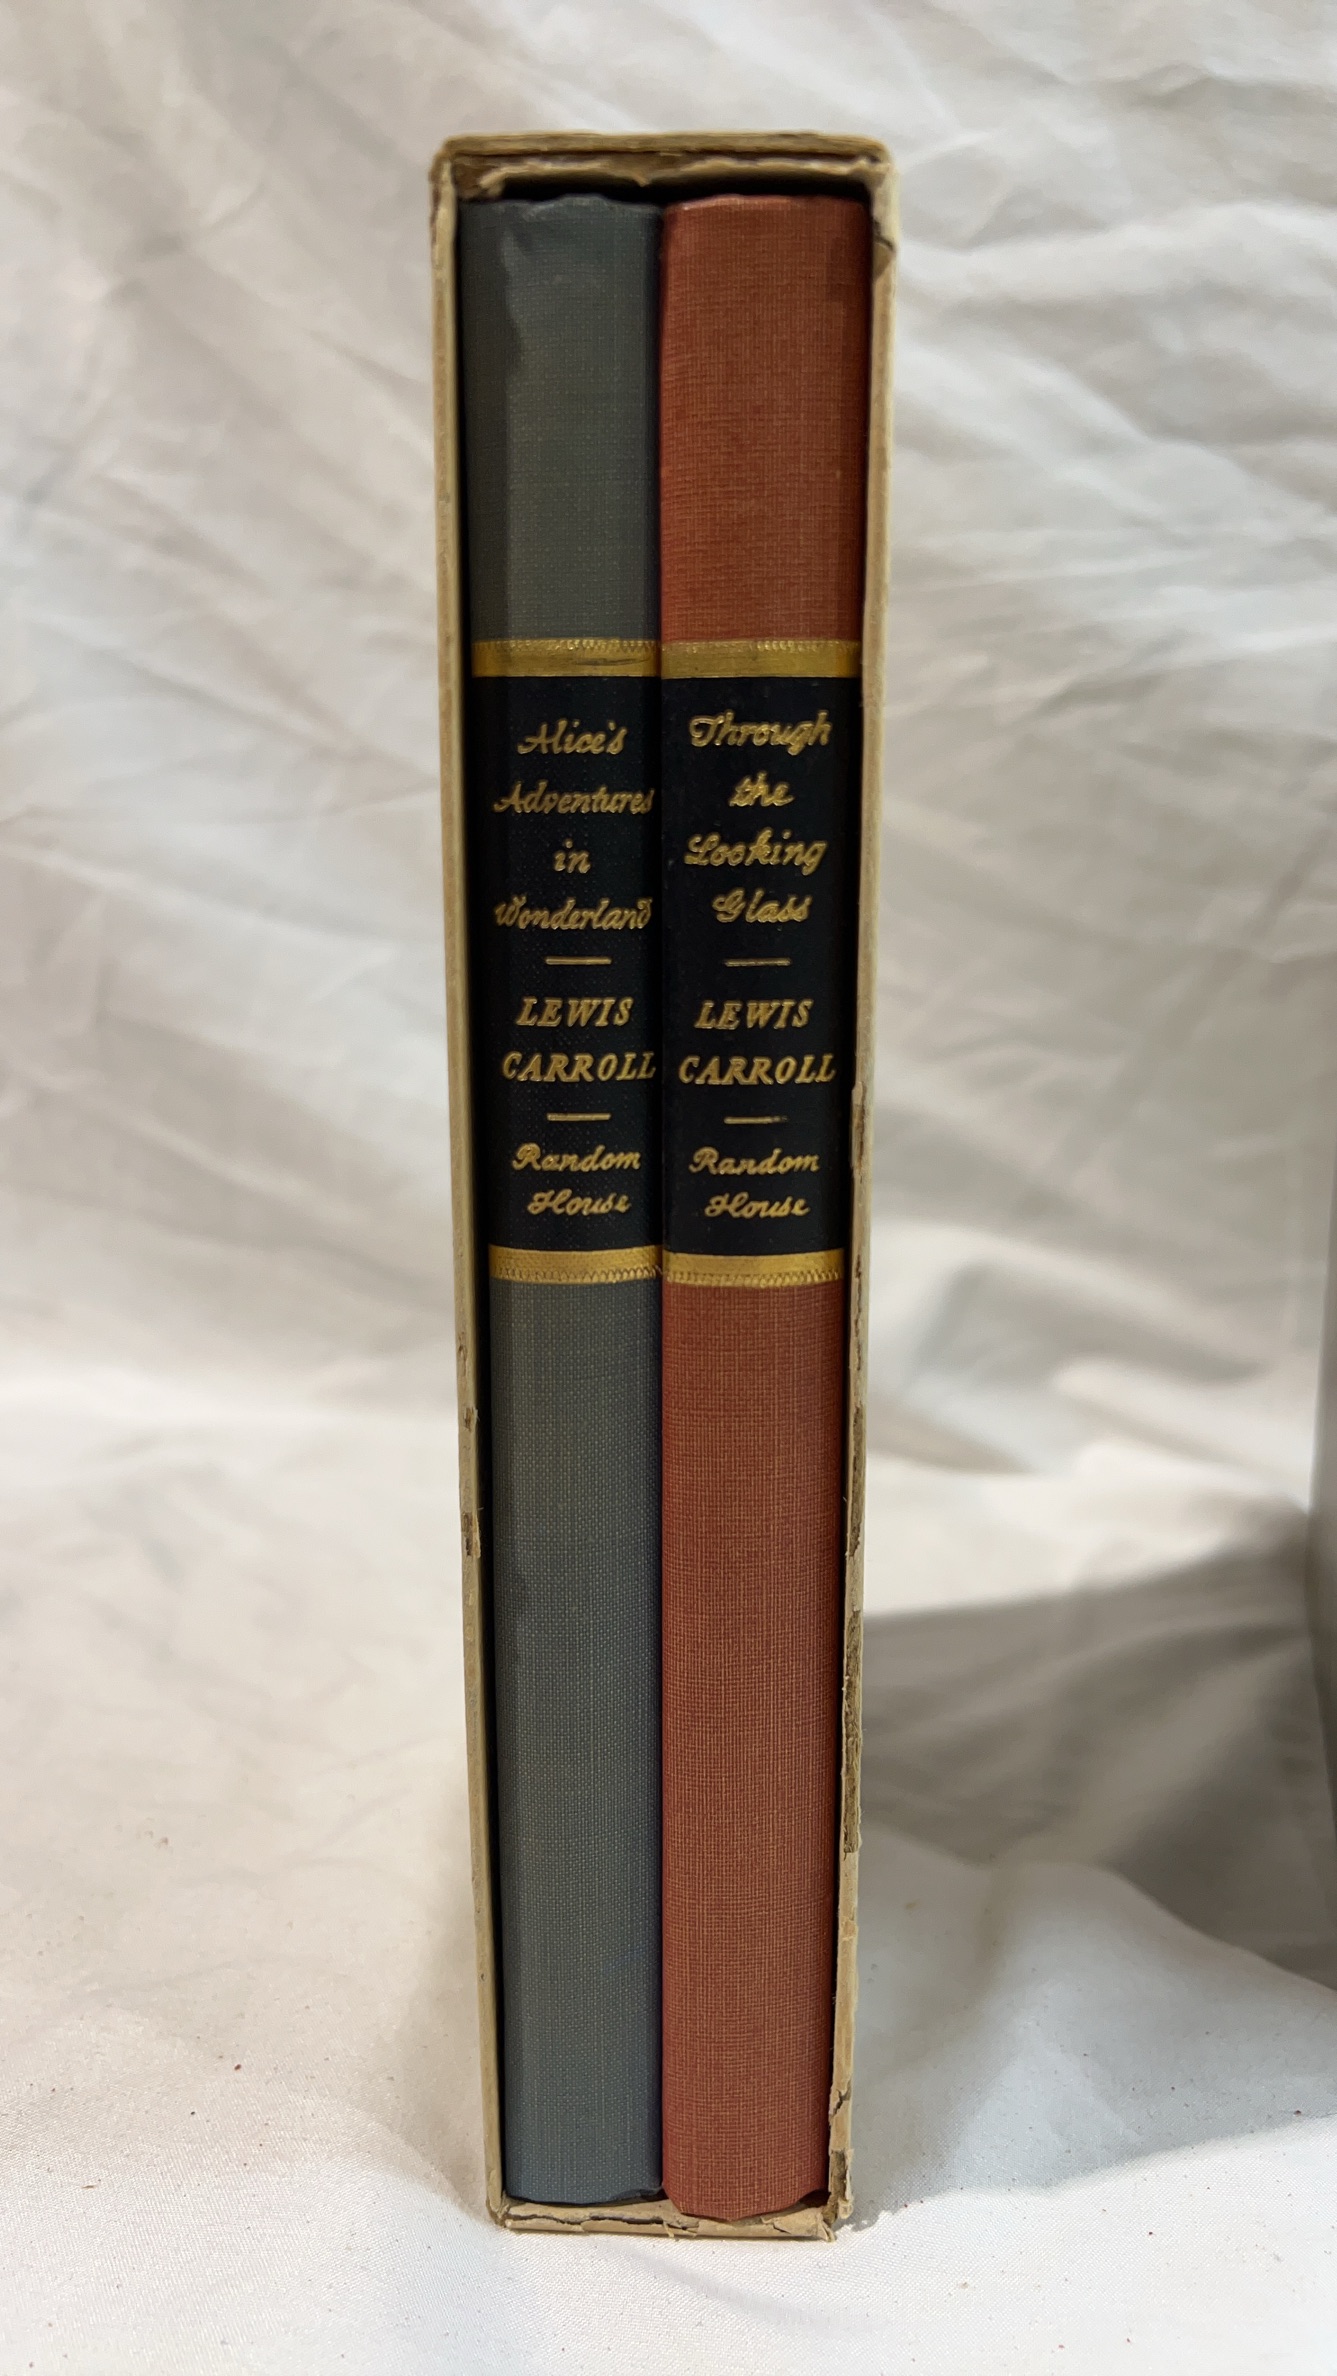 Alice's
Adventures
in
Wonderland
LEWIS
CARROLL
Random
House
Through
the
Looking
Glass
LEWIS
CARROLL
Random
House